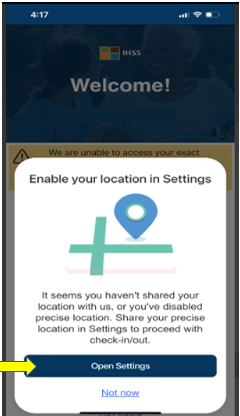 4:17
IHSS
Welcome!
We are unable to access your exact
Enable your location in Settings
It seems you haven't shared your
location with us, or you've disabled
precise location. Share your precise
location in Settings to proceed with
check-in/out.
Open Settings
Not now